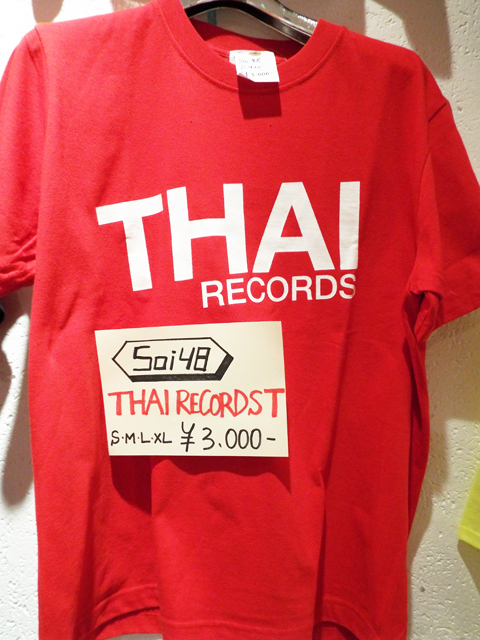 THAI
RECORDS
Soi48
THAI RECORDS T
S·M·L·XL ¥3.000-